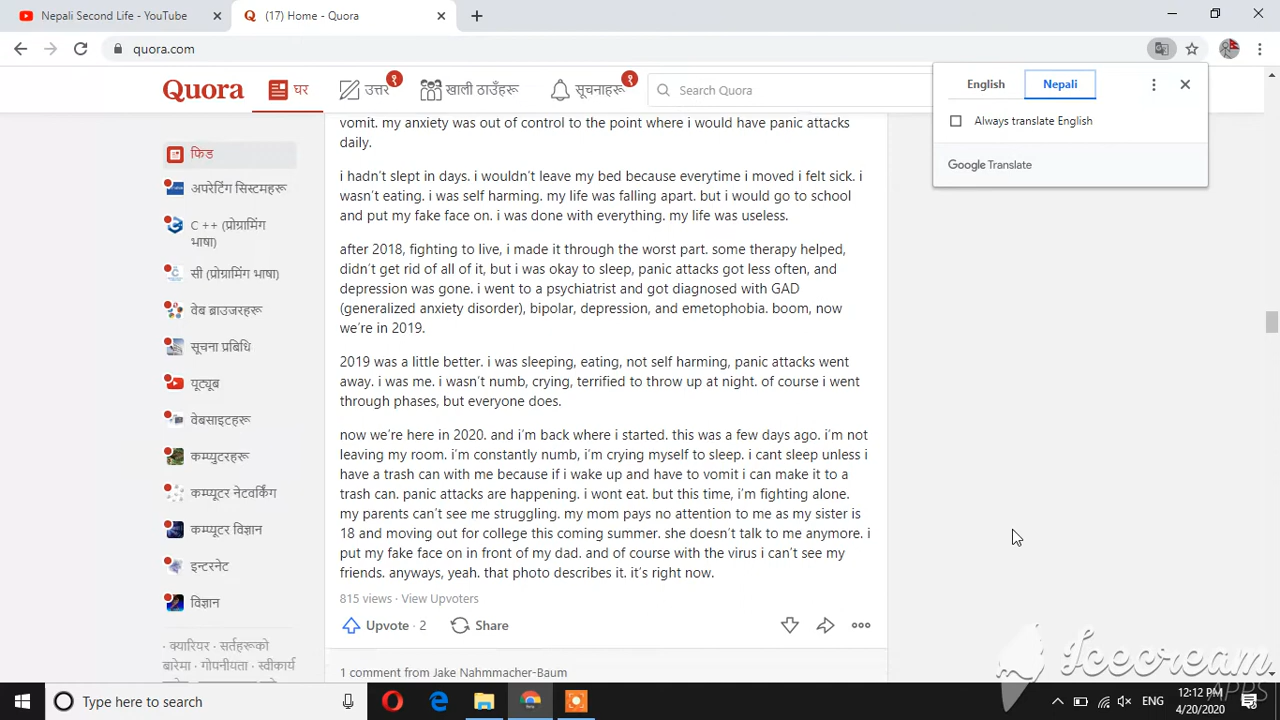 Nepali Second Life - YouTube
(17) Home - Quora
quora.com
English
Nepali
Always translate English
Google Translate
Quora
घर
उत्तर
१
खाली ठाउँहरू
सूचनाहरू
१
Search Quora
फिड
अपरेटिंग सिस्टमहरू
C ++ (प्रोग्रामिंग
भाषा)
सी (प्रोग्रामिंग भाषा)
वेब ब्राउजरहरू
सूचना प्रबिधि
यूट्यूब
वेबसाइटहरू
कम्प्युटरहरू
कम्प्यूटर नेटवर्किंग
कम्प्यूटर विज्ञान
इन्टरनेट
विज्ञान
· क्यारियर · सर्तहरूको
बारेमा · गोपनीयता · स्वीकार्य
vomit. my anxiety was out of control to the point where i would have panic attacks
daily.
i hadn't slept in days. i wouldn't leave my bed because everytime i moved i felt sick. i
wasn't eating. i was self harming. my life was falling apart. but i would go to school
and put my fake face on. i was done with everything. my life was useless.
after 2018, fighting to live, i made it through the worst part. some therapy helped,
didn't get rid of all of it, but i was okay to sleep, panic attacks got less often, and
depression was gone. i went to a psychiatrist and got diagnosed with GAD
(generalized anxiety disorder), bipolar, depression, and emetophobia. boom, now
we're in 2019.
2019 was a little better. i was sleeping, eating, not self harming, panic attacks went
away. i was me. i wasn't numb, crying, terrified to throw up at night. of course i went
through phases, but everyone does.
now we're here in 2020. and i'm back where i started. this was a few days ago. i'm not
leaving my room. i'm constantly numb, i'm crying myself to sleep. i cant sleep unless i
have a trash can with me because if i wake up and have to vomit i can make it to a
trash can. panic attacks are happening. i wont eat. but this time, i'm fighting alone.
my parents can't see me struggling. my mom pays no attention to me as my sister is
18 and moving out for college this coming summer. she doesn't talk to me anymore. i
put my fake face on in front of my dad. and of course with the virus i can't see my
friends. anyways, yeah. that photo describes it. it's right now.
815 views · View Upvoters
Upvote · 2
Share
1 comment from Jake Nahmmacher-Baum
Icecream
APPS
Type here to search
ENG
12:12 PM
4/20/2020